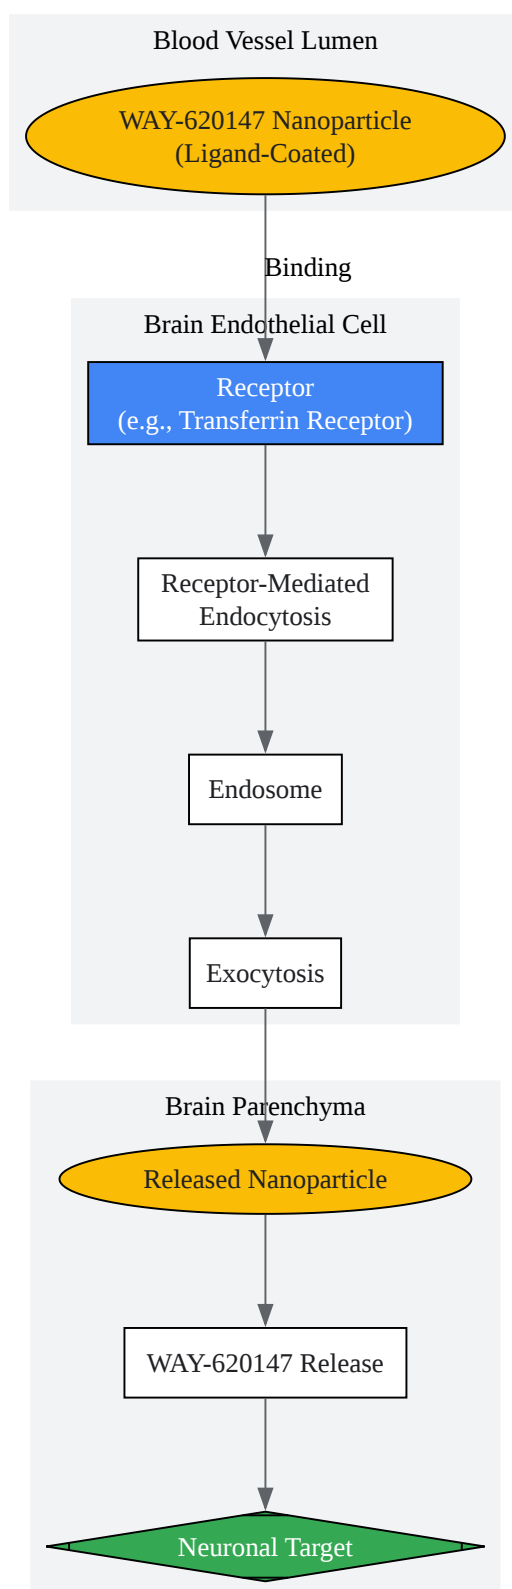 Blood Vessel Lumen
WAY-620147 Nanoparticle
(Ligand-Coated)
Binding
Brain Endothelial Cell
Receptor
(e.g., Transferrin Receptor)
Receptor-Mediated
Endocytosis
Endosome
Exocytosis
Brain Parenchyma
Released Nanoparticle
WAY-620147 Release
Neuronal Target